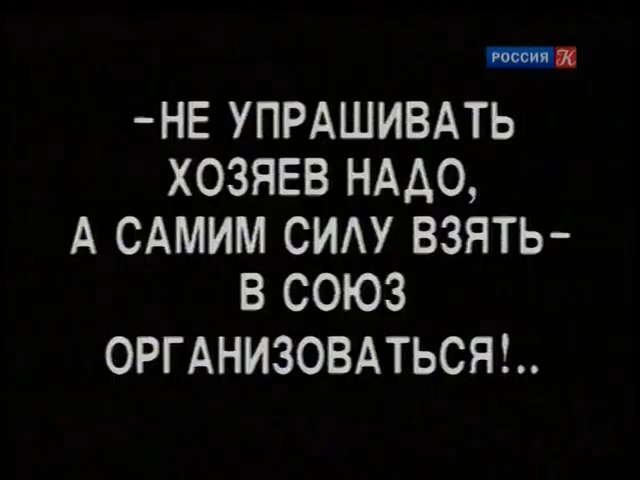 РОССИЯ К
-НЕ УПРАШИВАТЬ
ХОЗЯЕВ НАДО,
А САМИМ СИЛУ ВЗЯТЬ-
В СОЮЗ
ОРГАНИЗОВАТЬСЯ!..